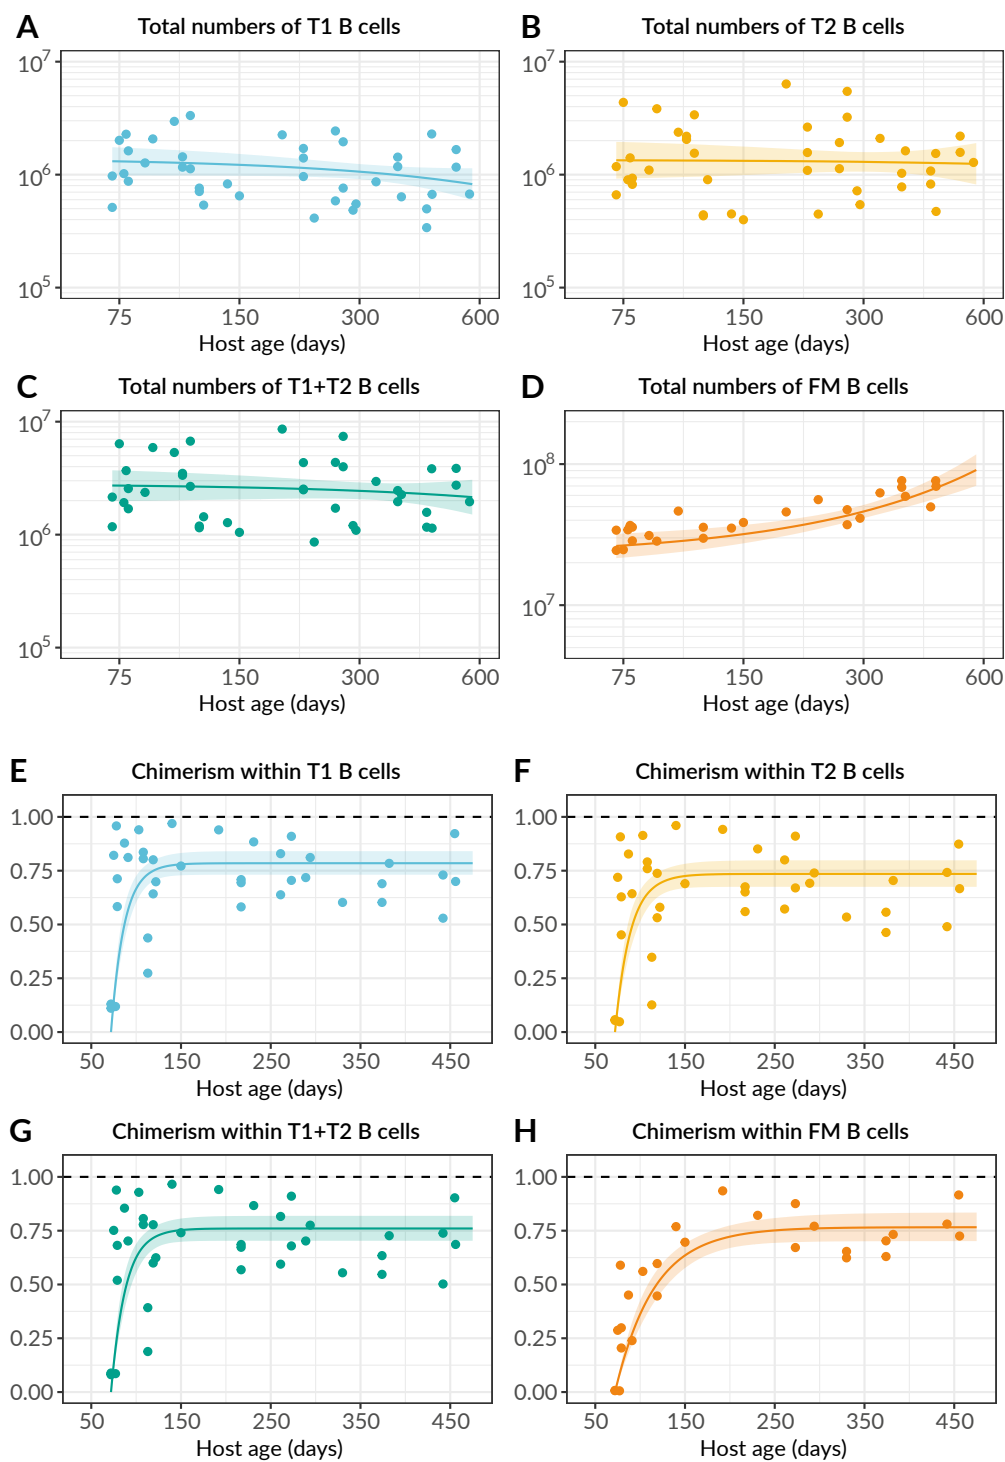 A Total numbers of T1 B cells
10^7
10^6
10^5
75 150 300 600
Host age (days)
B Total numbers of T2 B cells
10^7
10^6
10^5
75 150 300 600
Host age (days)
C Total numbers of T1+T2 B cells
10^7
10^6
10^5
75 150 300 600
Host age (days)
D Total numbers of FM B cells
10^8
10^7
75 150 300 600
Host age (days)
E Chimerism within T1 B cells
1.00
0.75
0.50
0.25
0.00
50 150 250 350 450
Host age (days)
F Chimerism within T2 B cells
1.00
0.75
0.50
0.25
0.00
50 150 250 350 450
Host age (days)
G Chimerism within T1+T2 B cells
1.00
0.75
0.50
0.25
0.00
50 150 250 350 450
Host age (days)
H Chimerism within FM B cells
1.00
0.75
0.50
0.25
0.00
50 150 250 350 450
Host age (days)